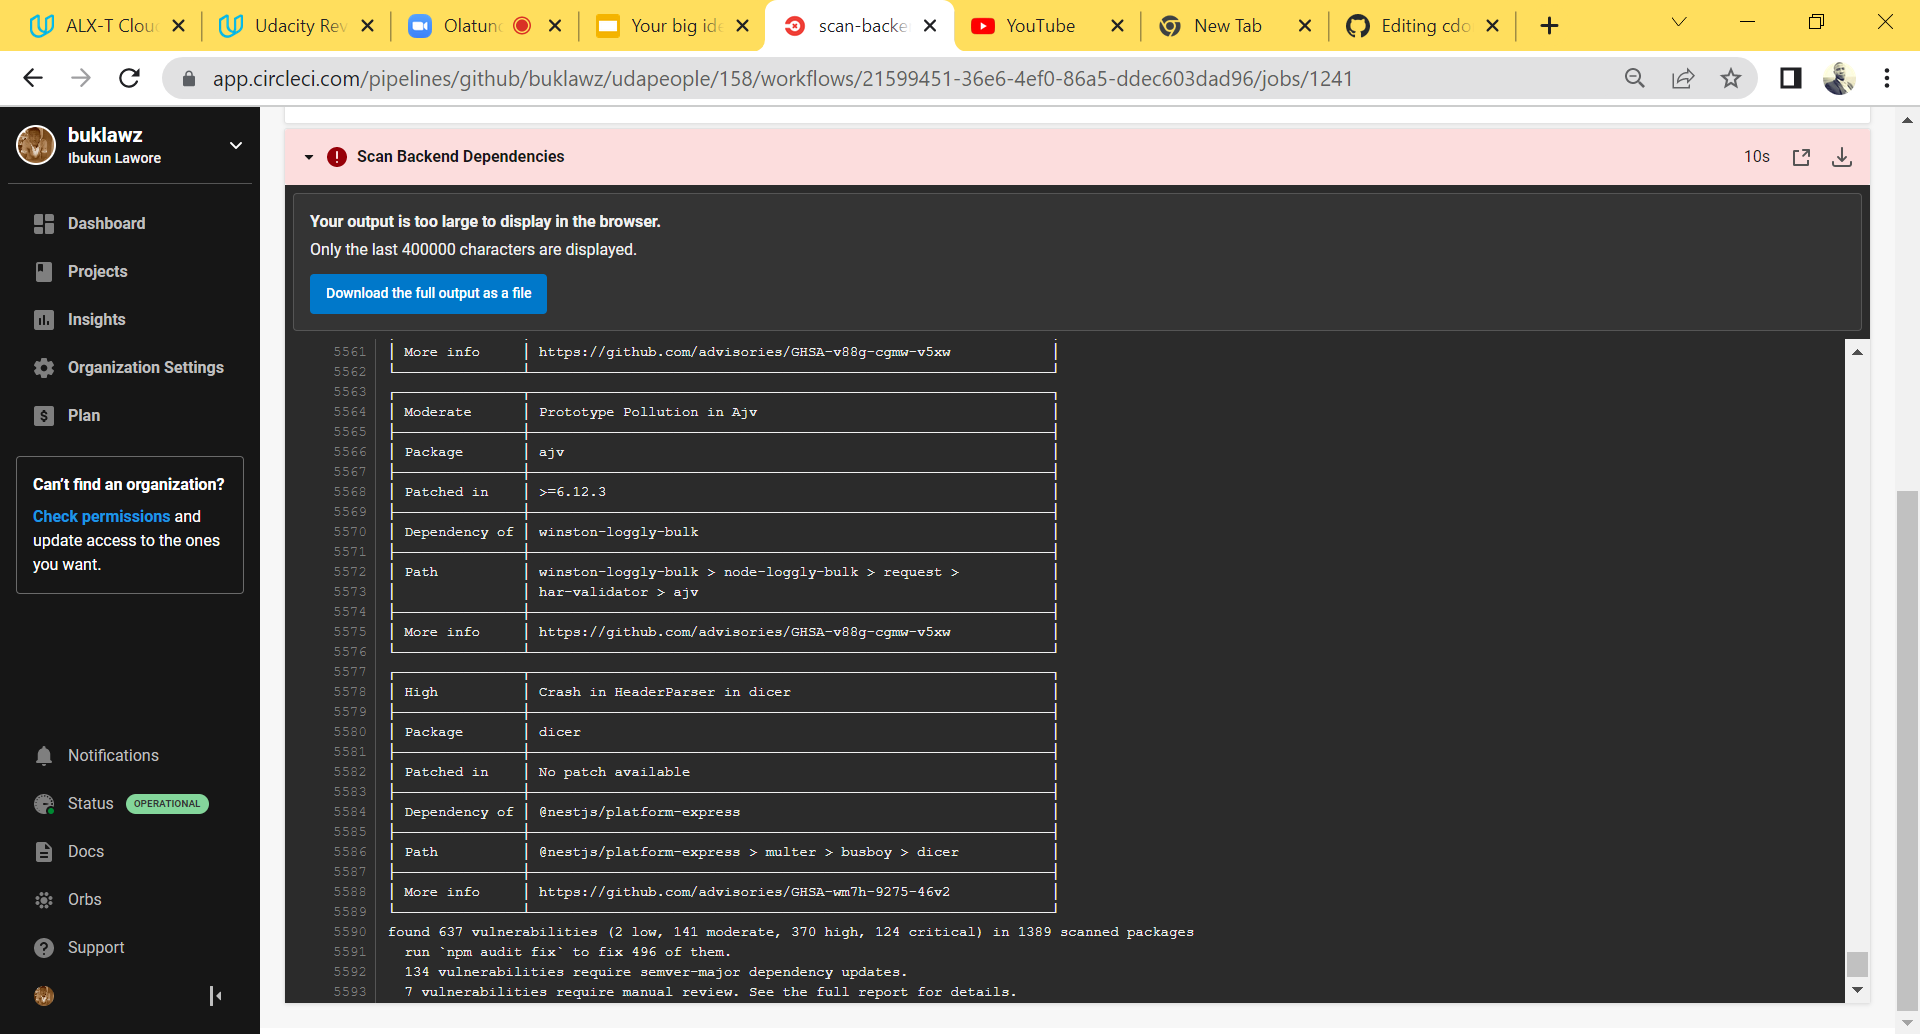 ALX-T Clou
Udacity Rev
Olatund
Your big ide
scan-backe
YouTube
New Tab
Editing cdo
app.circleci.com/pipelines/github/buklawz/udapeople/158/workflows/21599451-36e6-4ef0-86a5-ddec603dad96/jobs/1241
buklawz
Ibukun Lawore
Dashboard
Projects
Insights
Organization Settings
Plan
Can't find an organization?
Check permissions and
update access to the ones
you want.
Notifications
Status OPERATIONAL
Docs
Orbs
Support
Scan Backend Dependencies
10s
Your output is too large to display in the browser.
Only the last 400000 characters are displayed.
Download the full output as a file
5561 More info https://github.com/advisories/GHSA-v88g-cgmw-v5xw
5562
5563
5564 Moderate Prototype Pollution in Ajv
5565
5566 Package ajv
5567
5568 Patched in >=6.12.3
5569
5570 Dependency of winston-loggly-bulk
5571
5572 Path winston-loggly-bulk > node-loggly-bulk > request >
5573 har-validator > ajv
5574
5575 More info https://github.com/advisories/GHSA-v88g-cgmw-v5xw
5576
5577
5578 High Crash in HeaderParser in dicer
5579
5580 Package dicer
5581
5582 Patched in No patch available
5583
5584 Dependency of @nestjs/platform-express
5585
5586 Path @nestjs/platform-express > multer > busboy > dicer
5587
5588 More info https://github.com/advisories/GHSA-wm7h-9275-46v2
5589
5590 found 637 vulnerabilities (2 low, 141 moderate, 370 high, 124 critical) in 1389 scanned packages
5591 run `npm audit fix` to fix 496 of them.
5592 134 vulnerabilities require semver-major dependency updates.
5593 7 vulnerabilities require manual review. See the full report for details.